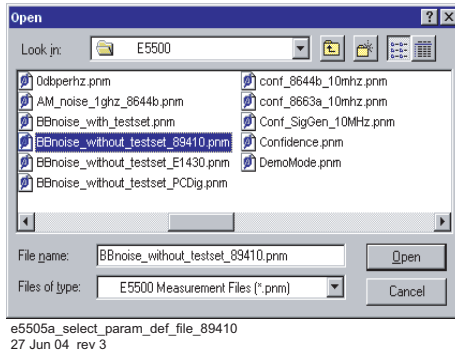 Open
Look in: E5500
0dbperhz.pnm
AM_noise_1ghz_8644b.pnm
BBnoise_with_testset.pnm
BBnoise_without_testset_89410.pnm
BBnoise_without_testset_E1430.pnm
BBnoise_without_testset_PCDig.pnm
conf_8644b_10mhz.pnm
conf_8663a_10mhz.pnm
Conf_SigGen_10MHz.pnm
Confidence.pnm
DemoMode.pnm
File name: BBnoise_without_testset_89410.pnm Open
Files of type: E5500 Measurement Files (*.pnm) Cancel
e5505a_select_param_def_file_89410
27 Jun 04 rev 3